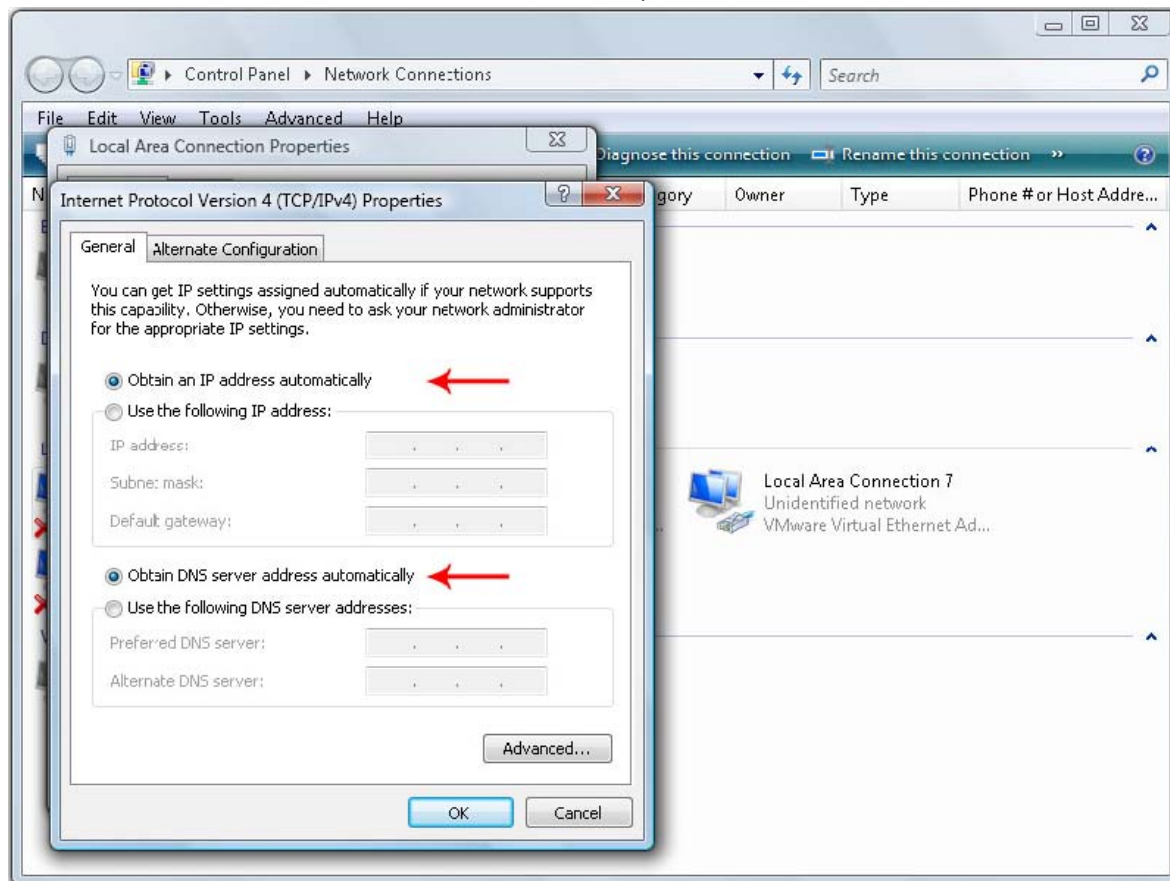 Control Panel ▸ Network Connections
Search
File Edit View Tools Advanced Help
Local Area Connection Properties
Diagnose this connection
Rename this connection »
N
gory Owner Type Phone # or Host Addre...
Internet Protocol Version 4 (TCP/IPv4) Properties
General
Alternate Configuration
You can get IP settings assigned automatically if your network supports
this capability. Otherwise, you need to ask your network administrator
for the appropriate IP settings.
Obtain an IP address automatically
Use the following IP address:
IP address:
Subnet mask:
Default gateway:
Obtain DNS server address automatically
Use the following DNS server addresses:
Preferred DNS server:
Alternate DNS server:
Advanced...
OK
Cancel
Local Area Connection 7
Unidentified network
VMware Virtual Ethernet Ad...